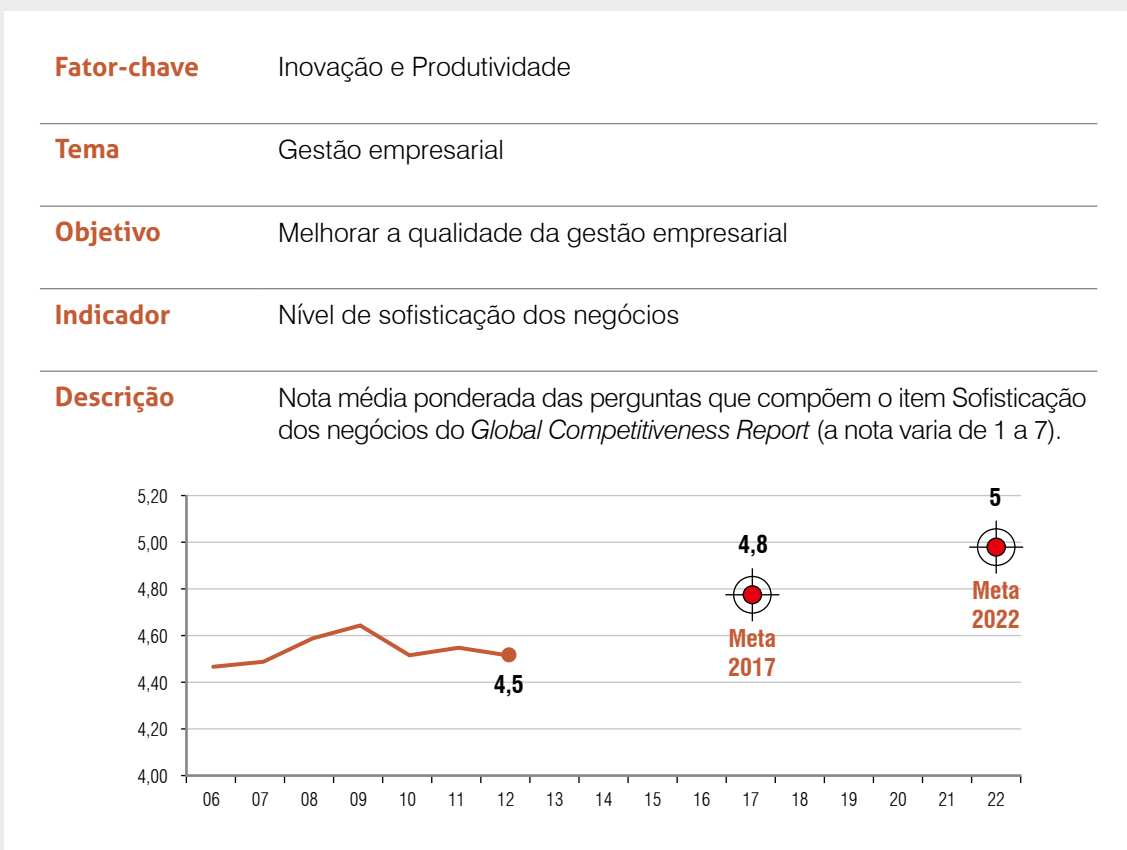 Fator-chave Inovação e Produtividade
Tema Gestão empresarial
Objetivo Melhorar a qualidade da gestão empresarial
Indicador Nível de sofisticação dos negócios
Descrição Nota média ponderada das perguntas que compõem o item Sofisticação
dos negócios do Global Competitiveness Report (a nota varia de 1 a 7).
5,20
5
5,00
4,8
4,80
Meta
2022
4,60
Meta
2017
4,40
4,5
4,20
4,00
06 07 08 09 10 11 12 13 14 15 16 17 18 19 20 21 22